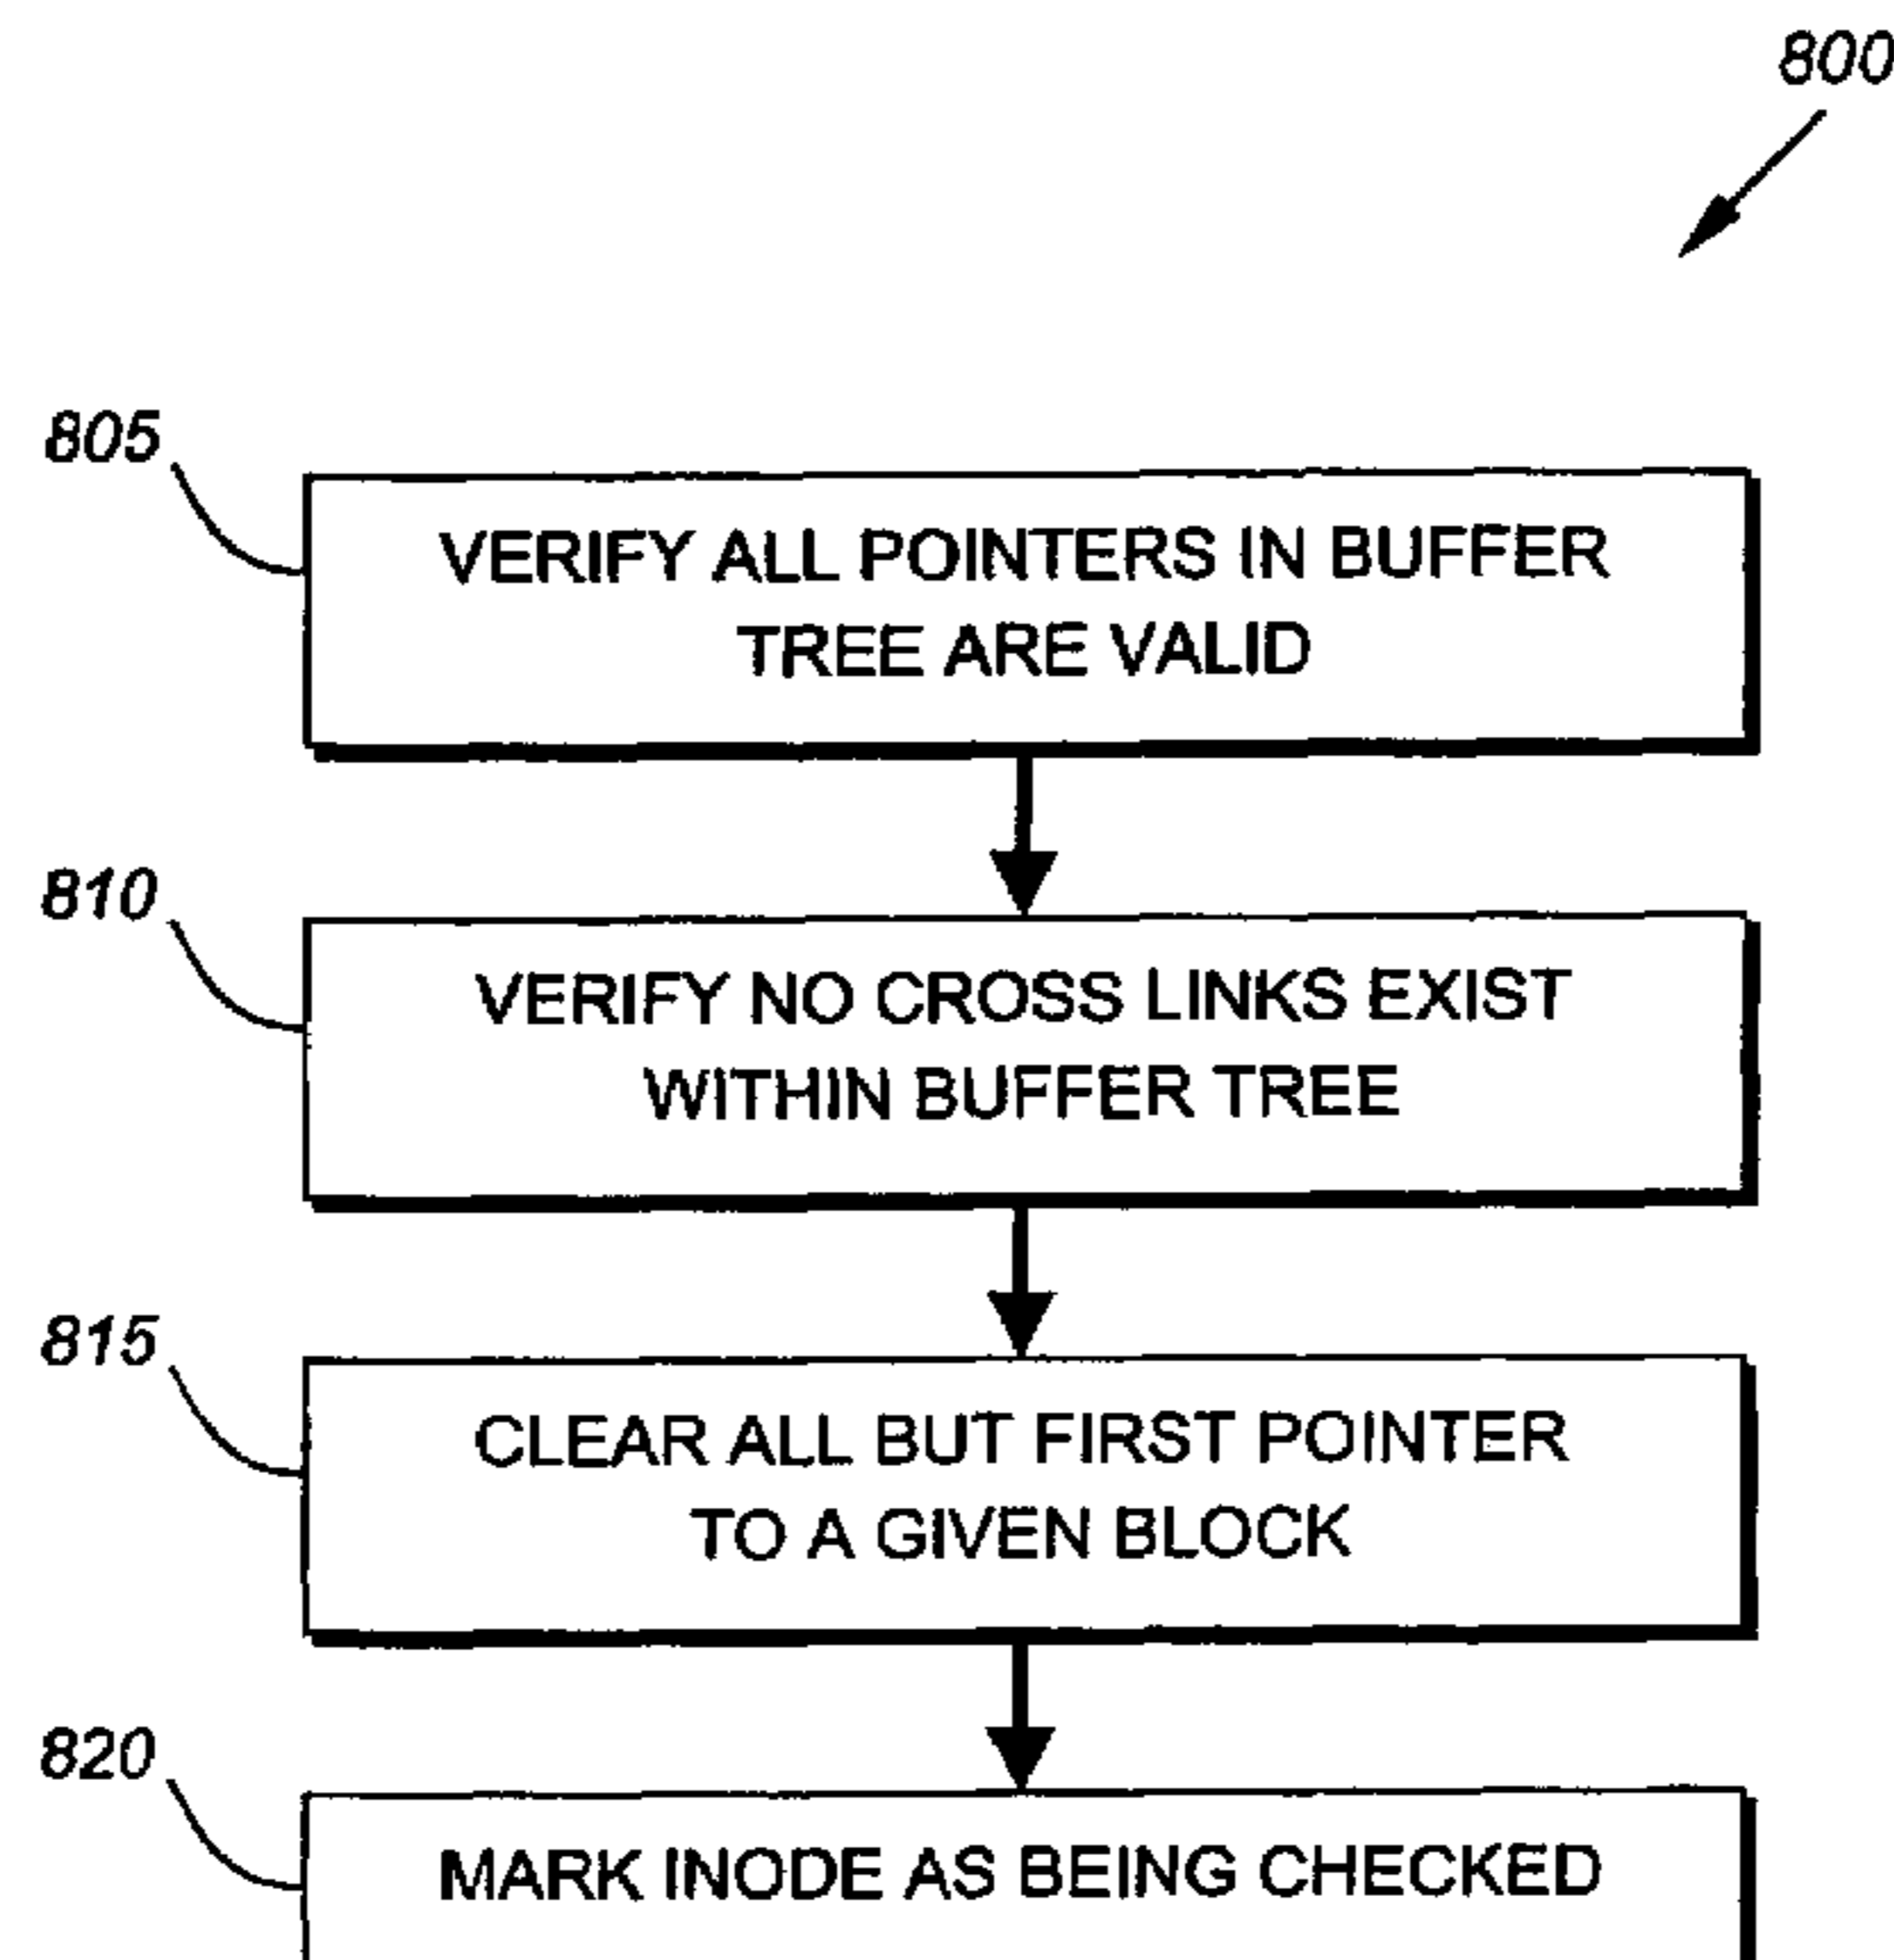 800
805
VERIFY ALL POINTERS IN BUFFER
TREE ARE VALID
810
VERIFY NO CROSS LINKS EXIST
WITHIN BUFFER TREE
815
CLEAR ALL BUT FIRST POINTER
TO A GIVEN BLOCK
820
MARK INODE AS BEING CHECKED